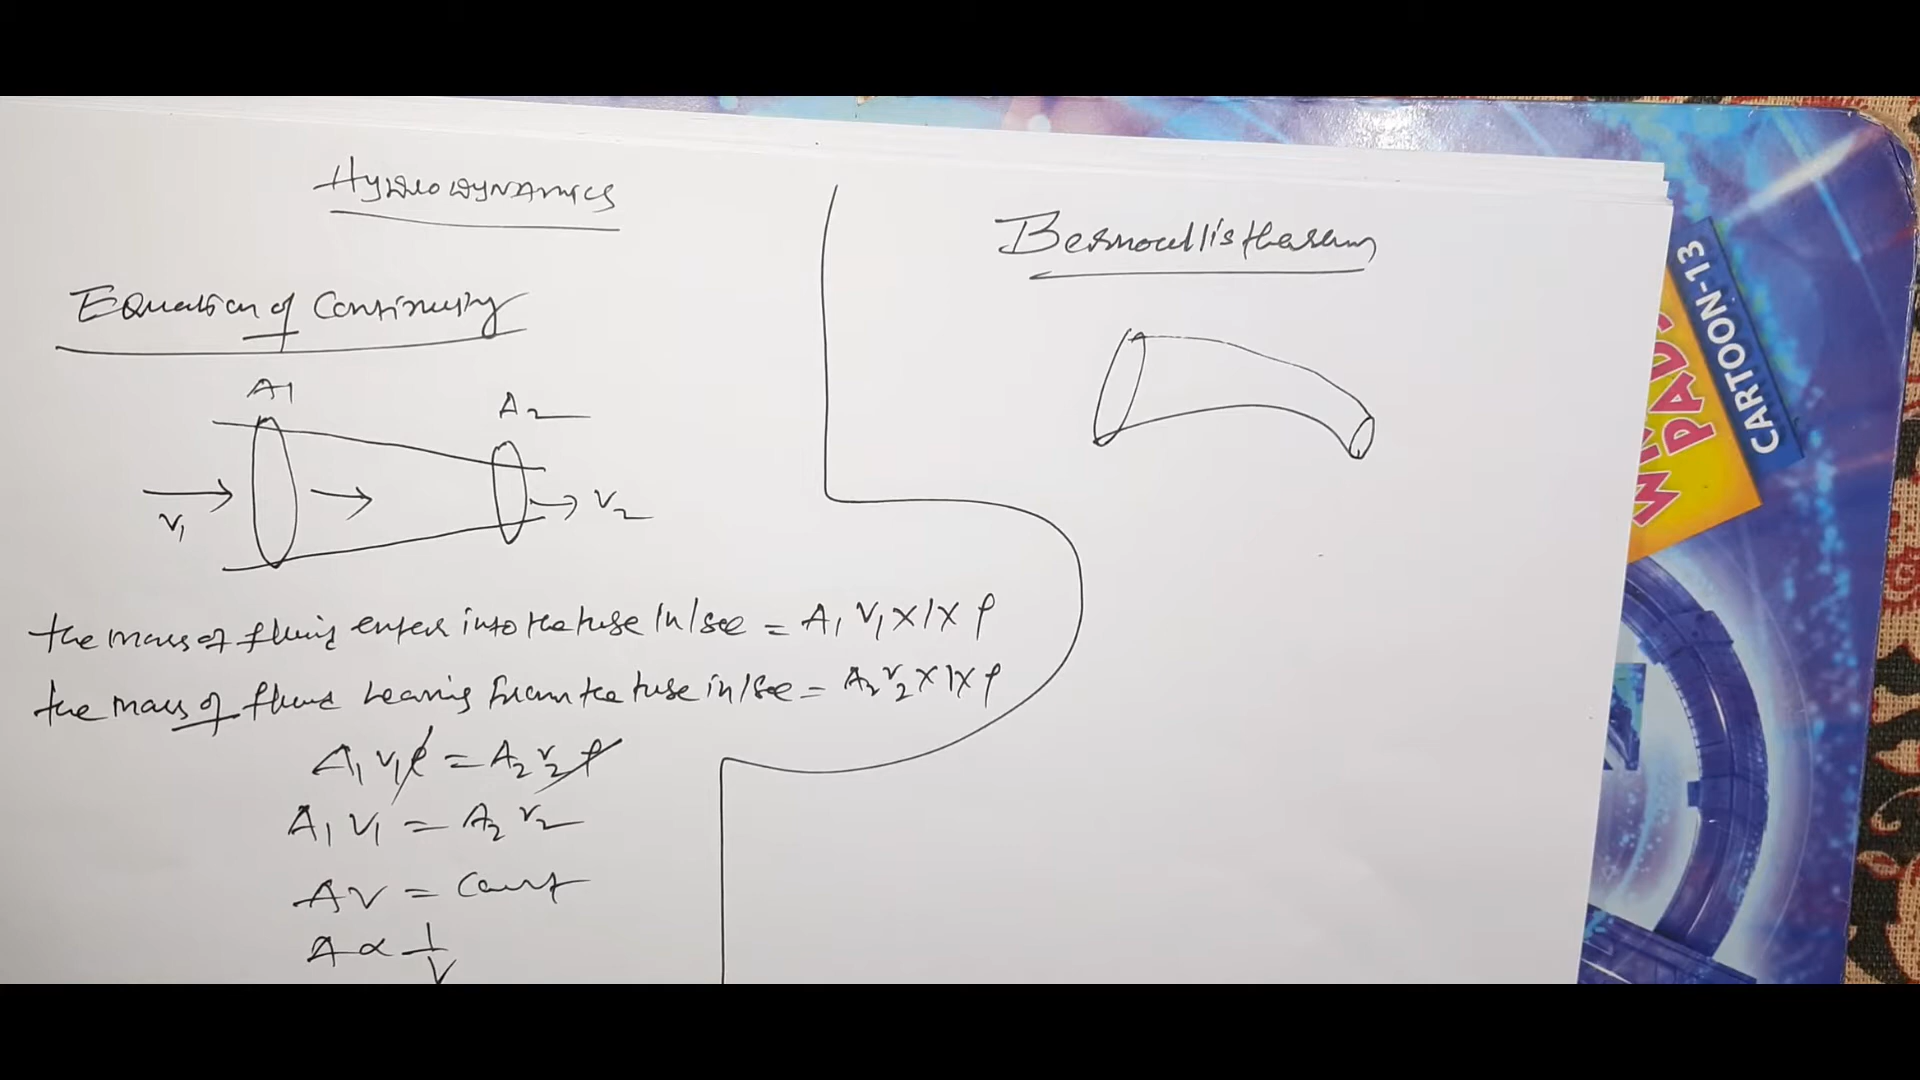 Hydrodynamics
Equation of Continuity
A1
A2
V1
V2
the mass of fluid enter into the tube in 1 sec = A1 V1 X 1 X ρ
the mass of fluid leaving from the tube in 1 sec = A2 V2 X 1 X ρ
A1 V1 ρ = A2 V2 ρ
A1 V1 = A2 V2
AV = Const
A ∝ 1/V
Bernoullis theorem
PADS
CARTOON-13